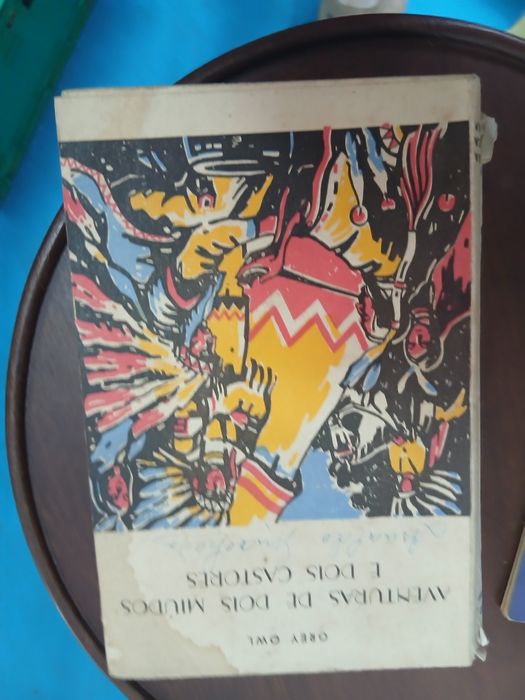 GREY OWL
AVENTURAS DE DOIS MIÚDOS
E DOIS CASTORES